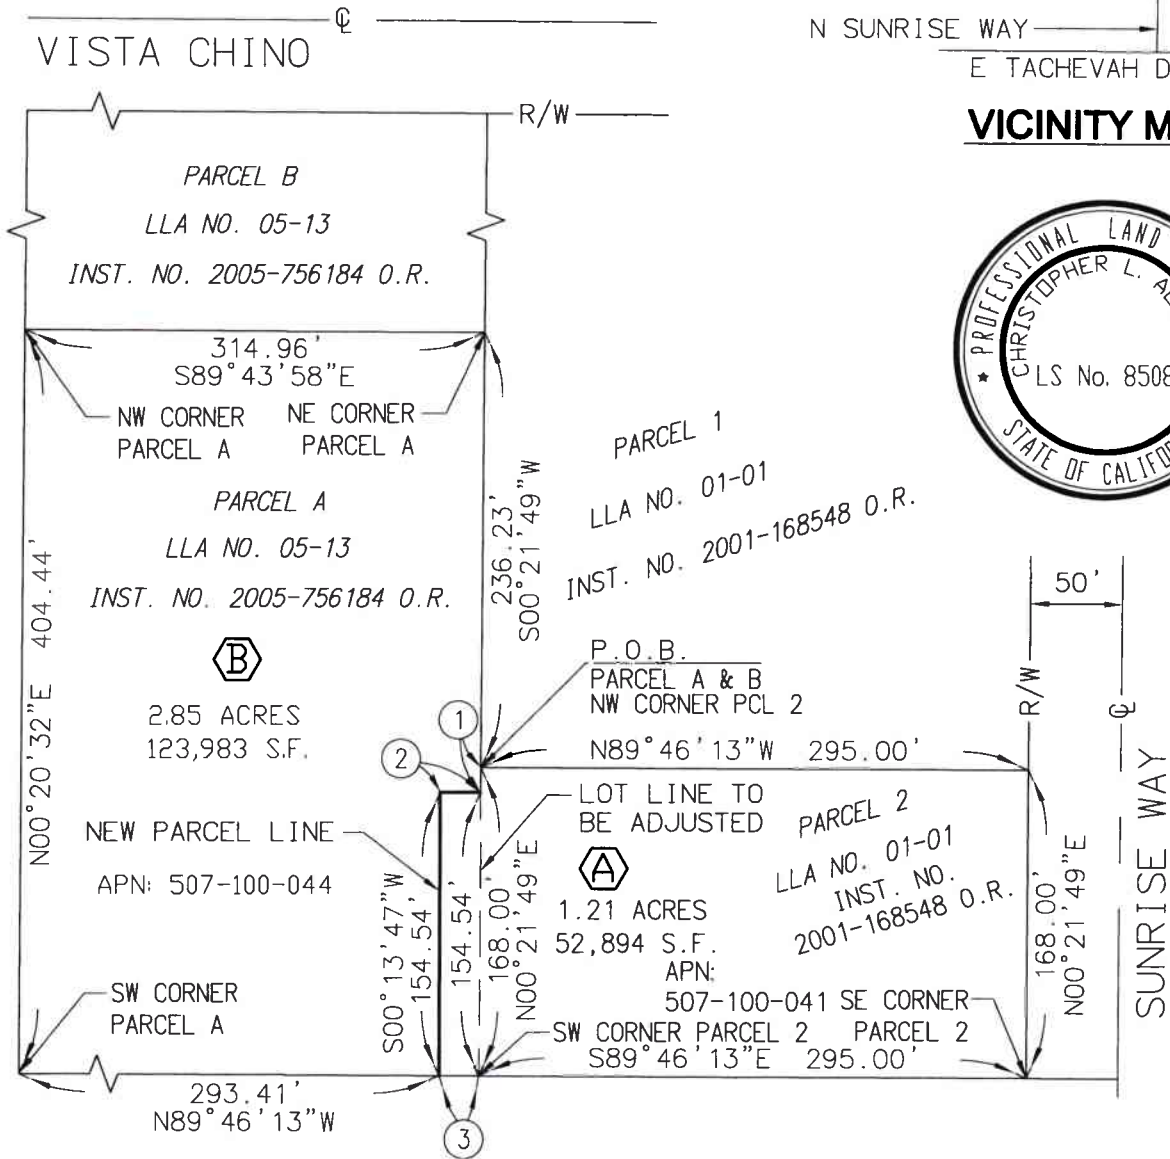 ℄
VISTA CHINO
N SUNRISE WAY
E TACHEVAH D
VICINITY M
R/W
PARCEL B
LLA NO. 05-13
INST. NO. 2005-756184 O.R.
PROFESSIONAL LAND
CHRISTOPHER L.
LS No. 8508
STATE OF CALIFO
314.96'
S89°43'58"E
NW CORNER
PARCEL A
NE CORNER
PARCEL A
PARCEL A
LLA NO. 05-13
INST. NO. 2005-756184 O.R.
N00°20'32"E 404.44'
236.23'
S00°21'49"W
PARCEL 1
LLA NO. 01-01
INST. NO. 2001-168548 O.R.
50'
R/W
℄
SUNRISE WAY
B
2.85 ACRES
123,983 S.F.
P.O.B.
PARCEL A & B
NW CORNER PCL 2
1
2
N89°46'13"W 295.00'
NEW PARCEL LINE
APN: 507-100-044
LOT LINE TO
BE ADJUSTED
PARCEL 2
LLA NO. 01-01
INST. NO.
2001-168548 O.R.
A
1.21 ACRES
52,894 S.F.
APN:
507-100-041
S00°13'47"W
154.54'
154.54'
168.00'
N00°21'49"E
168.00'
N00°21'49"E
SW CORNER
PARCEL A
SE CORNER
PARCEL 2
SW CORNER PARCEL 2
S89°46'13"E 295.00'
293.41'
N89°46'13"W
3